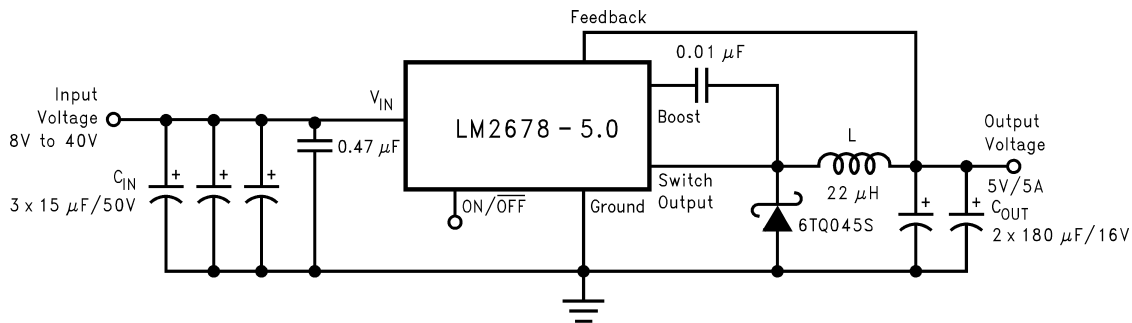 Feedback
0.01 μF
Input
Voltage
8V to 40V
V_IN
LM2678 – 5.0
Boost
0.47 μF
Output
Voltage
L
C_IN
3 x 15 μF/50V
+
+
+
ON/OFF
Ground
Switch
Output
22 μH
6TQ045S
5V/5A
+
+
C_OUT
2 x 180 μF/16V